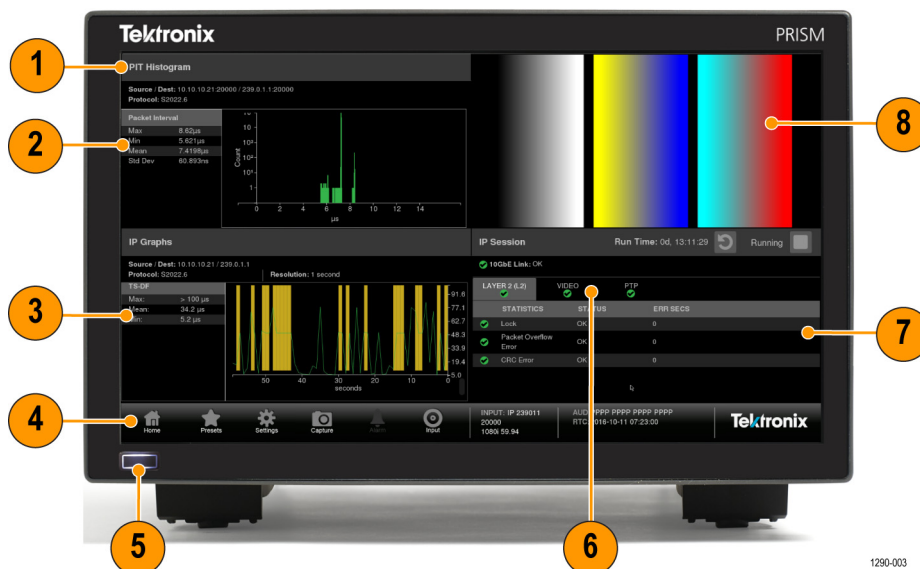 Tektronix
PRISM
1
PIT Histogram
Source / Dest: 10.10.10.21:20000 / 239.0.1.1:20000
Protocol: S2022.6
2
Packet Interval
Max 8.62µs
Min 5.621µs
Mean 7.4198µs
Std Dev 60.893ns
Count
0 2 4 6 8 10 12 14
µs
8
IP Graphs
Source / Dest: 10.10.10.21 / 239.0.1.1
Protocol: S2022.6
Resolution: 1 second
3
TS-DF
Max: > 100 µs
Mean: 34.2 µs
Min: 5.2 µs
91.6
77.1
62.7
48.3
33.9
19.4
5.0
50 40 30 20 10 0
seconds
IP Session
Run Time: 0d, 13:11:29
Running
10GbE Link: OK
LAYER 2 (L2) VIDEO PTP
6
STATISTICS STATUS ERR SECS
Lock OK 0
Packet Overflow Error OK 0
CRC Error OK 0
7
4
Home Presets Settings Capture Alarm Input
INPUT: IP 239011
20000
1080i 59.94
AUD: PPPP PPPP PPPP PPPP
RTC: 2016-10-11 07:23:00
Tektronix
5
1290-003